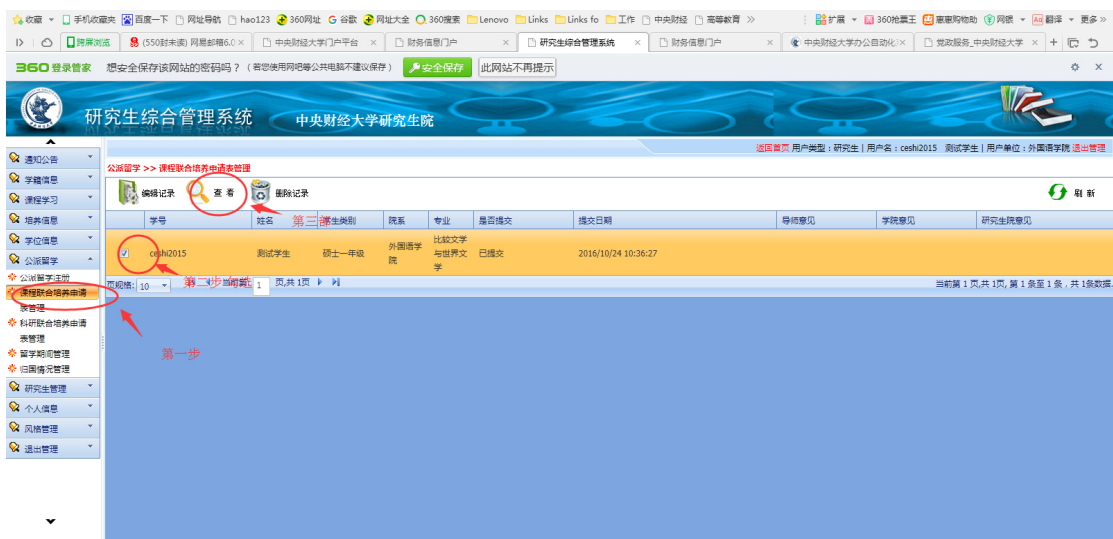 收藏 手机收藏夹 百度一下 网址导航 hao123 360网址 G 谷歌 网址大全 360搜索 Lenovo Links Links fo 工作 中央财经 高等教育 » 扩展 360抢票王 惠惠购物助 网银 翻译 更多 »
跨屏浏览 (550封未读) 网易邮箱6.0 × 中央财经大学门户平台 × 财务信息门户 × 研究生综合管理系统 × 财务信息门户 × 中央财经大学办公自动化 × 党政服务_中央财经大学 × +
360 登录管家 想安全保存该网站的密码吗？(若您使用网吧等公共电脑不建议保存) 安全保存 此网站不再提示 x
研究生综合管理系统 中央财经大学研究生院
返回首页 用户类型：研究生 | 用户名：ceshi2015 测试学生 | 用户单位：外国语学院 退出管理
通知公告
学籍信息
课程学习
培养信息
学位信息
公派留学
公派留学注册
课程联合培养申请
表管理
科研联合培养申请
表管理
留学期间管理
归国情况管理
研究生管理
个人信息
风格管理
退出管理
公派留学 >> 课程联合培养申请表管理
编辑记录 查 看 删除记录 刷 新
第三部
学号 姓名 学生类别 院系 专业 是否提交 提交日期 导师意见 学院意见 研究生院意见
ceshi2015 测试学生 硕士一年级 外国语学院 比较文学与世界文学 已提交 2016/10/24 10:36:27
第二步
页规格: 10 1 页,共 1页 当前第 1 页,共 1页, 第 1 条至 1 条，共 1条数据.
第一步